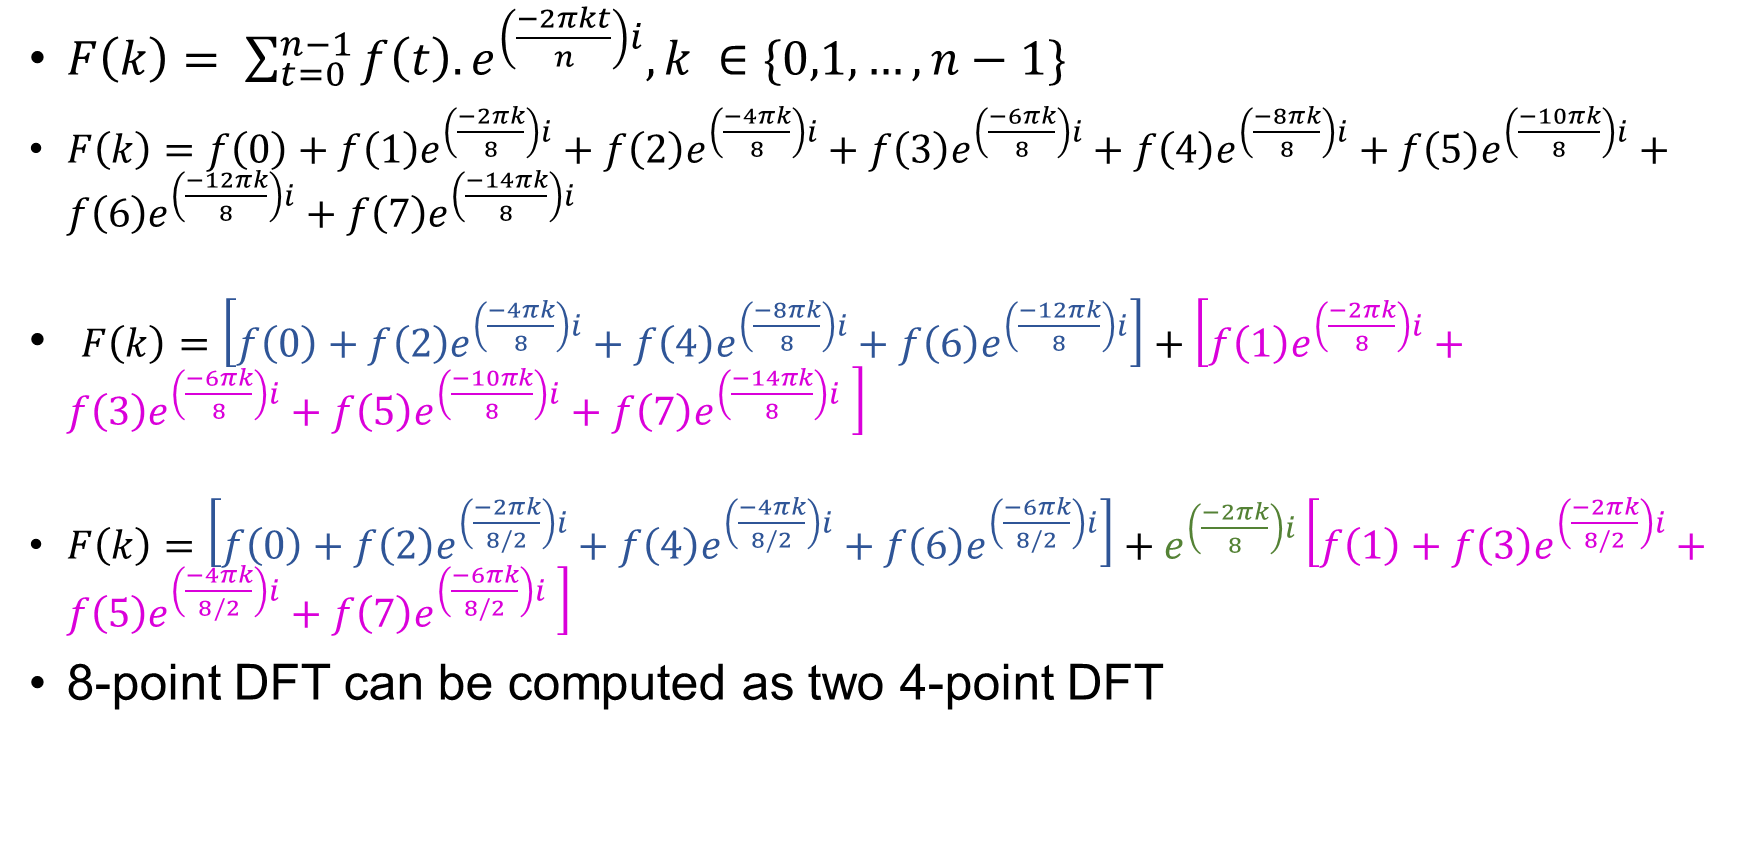 • F(k) = ∑_{t=0}^{n−1} f(t).e^{(−2πkt/n)i}, k ∈ {0,1, … , n − 1}
• F(k) = f(0) + f(1)e^{(−2πk/8)i} + f(2)e^{(−4πk/8)i} + f(3)e^{(−6πk/8)i} + f(4)e^{(−8πk/8)i} + f(5)e^{(−10πk/8)i} +
f(6)e^{(−12πk/8)i} + f(7)e^{(−14πk/8)i}
• F(k) = [f(0) + f(2)e^{(−4πk/8)i} + f(4)e^{(−8πk/8)i} + f(6)e^{(−12πk/8)i}] + [f(1)e^{(−2πk/8)i} +
f(3)e^{(−6πk/8)i} + f(5)e^{(−10πk/8)i} + f(7)e^{(−14πk/8)i} ]
• F(k) = [f(0) + f(2)e^{(−2πk/(8/2))i} + f(4)e^{(−4πk/(8/2))i} + f(6)e^{(−6πk/(8/2))i}] + e^{(−2πk/8)i} [f(1) + f(3)e^{(−2πk/(8/2))i} +
f(5)e^{(−4πk/(8/2))i} + f(7)e^{(−6πk/(8/2))i} ]
• 8-point DFT can be computed as two 4-point DFT